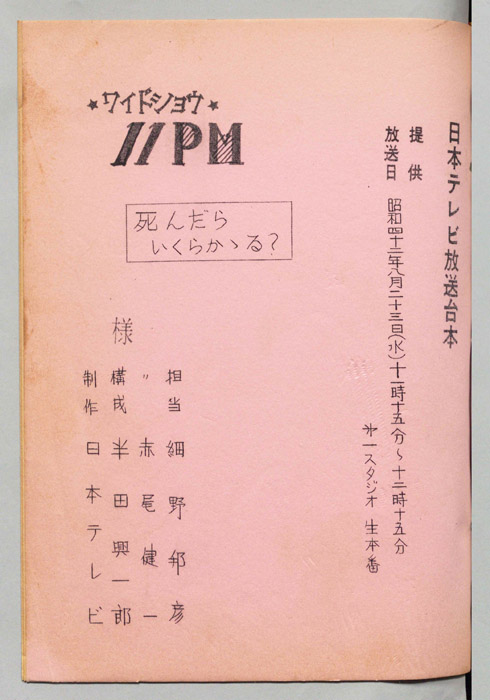 日本テレビ放送台本
提供
放送日 昭和四十二年八月二十三日(水)十一時十五分〜十二時十五分
オ一スタジオ 生本番
★ワイドショウ★
11PM
死んだら
いくらかゝる?
担当 細野邦彦
〃 赤尾健一
構成 半田興一郎
制作 日本テレビ
様